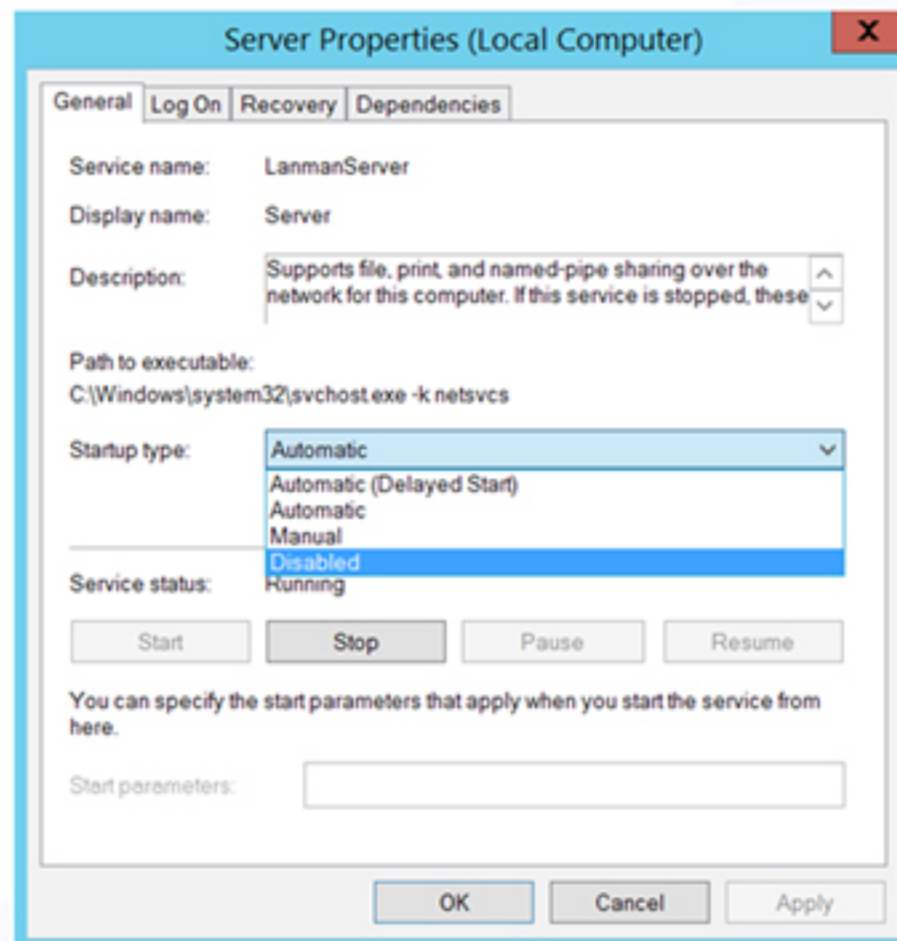 Server Properties (Local Computer)
x
General Log On Recovery Dependencies
Service name: LanmanServer
Display name: Server
Description: Supports file, print, and named-pipe sharing over the
network for this computer. If this service is stopped, these
Path to executable:
C:\Windows\system32\svchost.exe -k netsvcs
Startup type: Automatic
Automatic (Delayed Start)
Automatic
Manual
Disabled
Service status: Running
Start Stop Pause Resume
You can specify the start parameters that apply when you start the service from
here.
Start parameters:
OK Cancel Apply